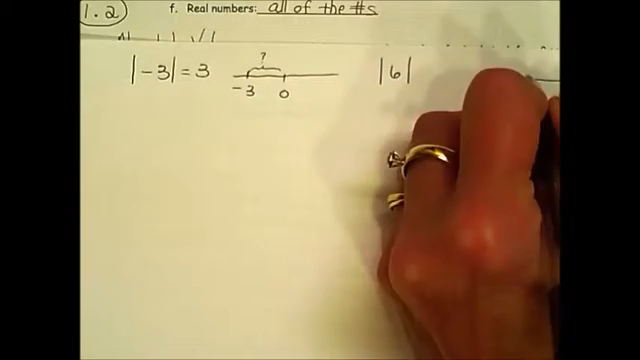 1.2 f. Real numbers: all of the #s
|-3| = 3 ? |6|
-3 0